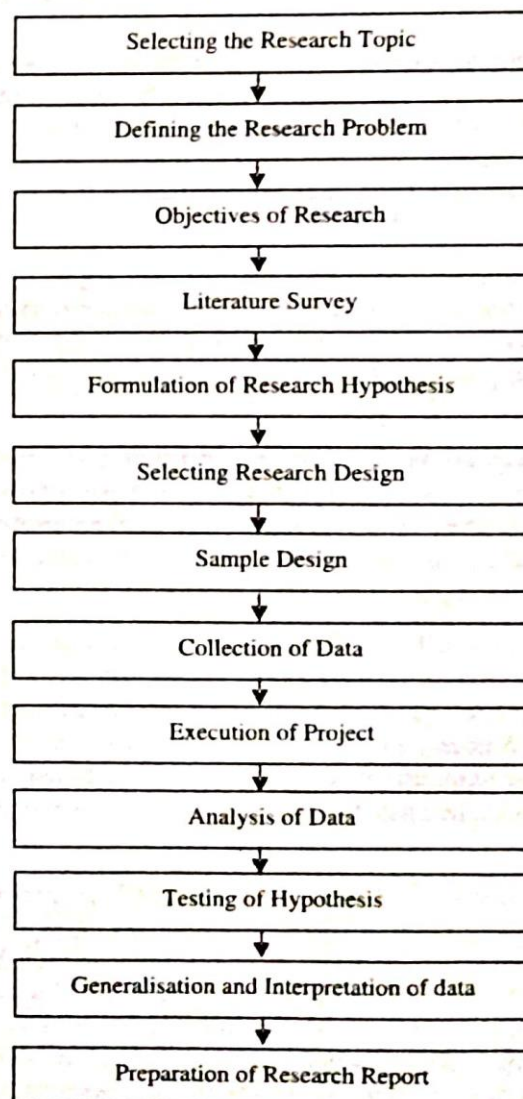 Selecting the Research Topic
Defining the Research Problem
Objectives of Research
Literature Survey
Formulation of Research Hypothesis
Selecting Research Design
Sample Design
Collection of Data
Execution of Project
Analysis of Data
Testing of Hypothesis
Generalisation and Interpretation of data
Preparation of Research Report